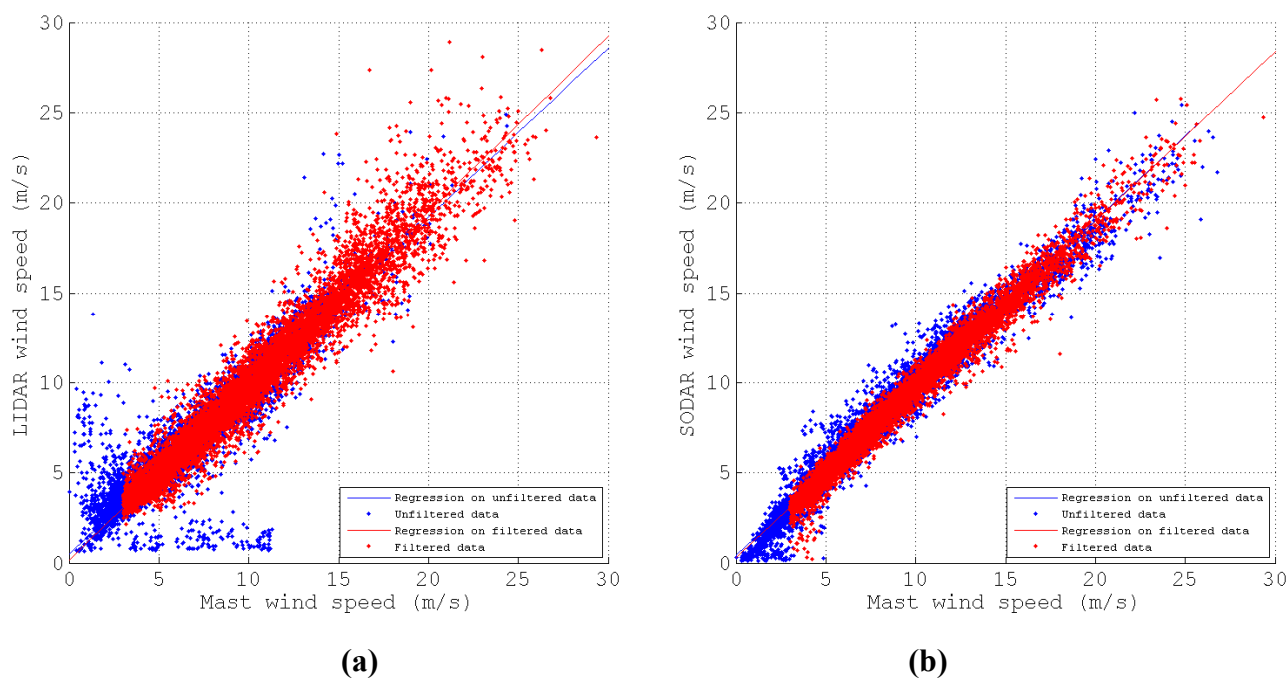 30
25
20
15
10
5
0
LIDAR wind speed (m/s)
Regression on unfiltered data
Unfiltered data
Regression on filtered data
Filtered data
0 5 10 15 20 25 30
Mast wind speed (m/s)
(a)
30
25
20
15
10
5
0
SODAR wind speed (m/s)
Regression on unfiltered data
Unfiltered data
Regression on filtered data
Filtered data
0 5 10 15 20 25 30
Mast wind speed (m/s)
(b)